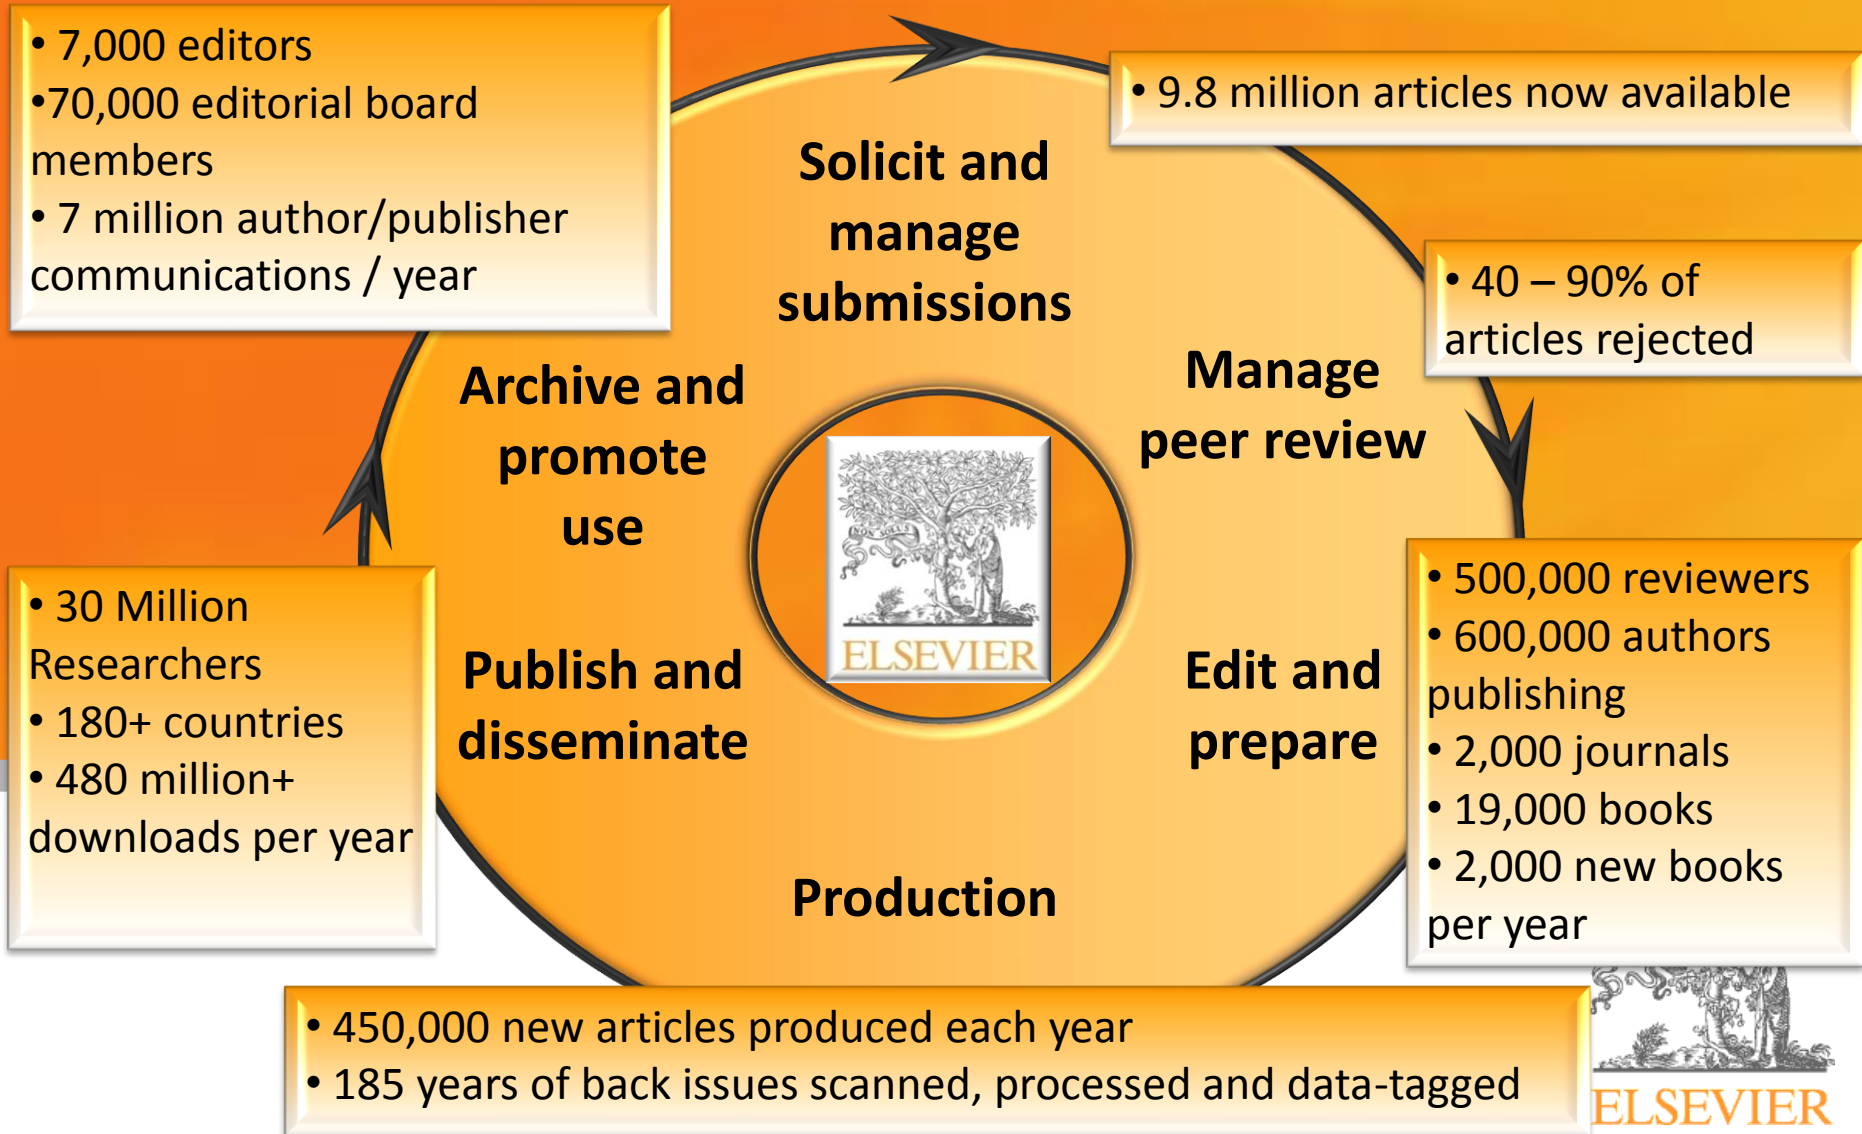 • 7,000 editors
•70,000 editorial board
members
• 7 million author/publisher
communications / year
• 9.8 million articles now available
Solicit and
manage
submissions
• 40 – 90% of
articles rejected
Manage
peer review
Archive and
promote
use
ELSEVIER
• 30 Million
Researchers
• 180+ countries
• 480 million+
downloads per year
Publish and
disseminate
Edit and
prepare
• 500,000 reviewers
• 600,000 authors
publishing
• 2,000 journals
• 19,000 books
• 2,000 new books
per year
Production
• 450,000 new articles produced each year
• 185 years of back issues scanned, processed and data-tagged
ELSEVIER